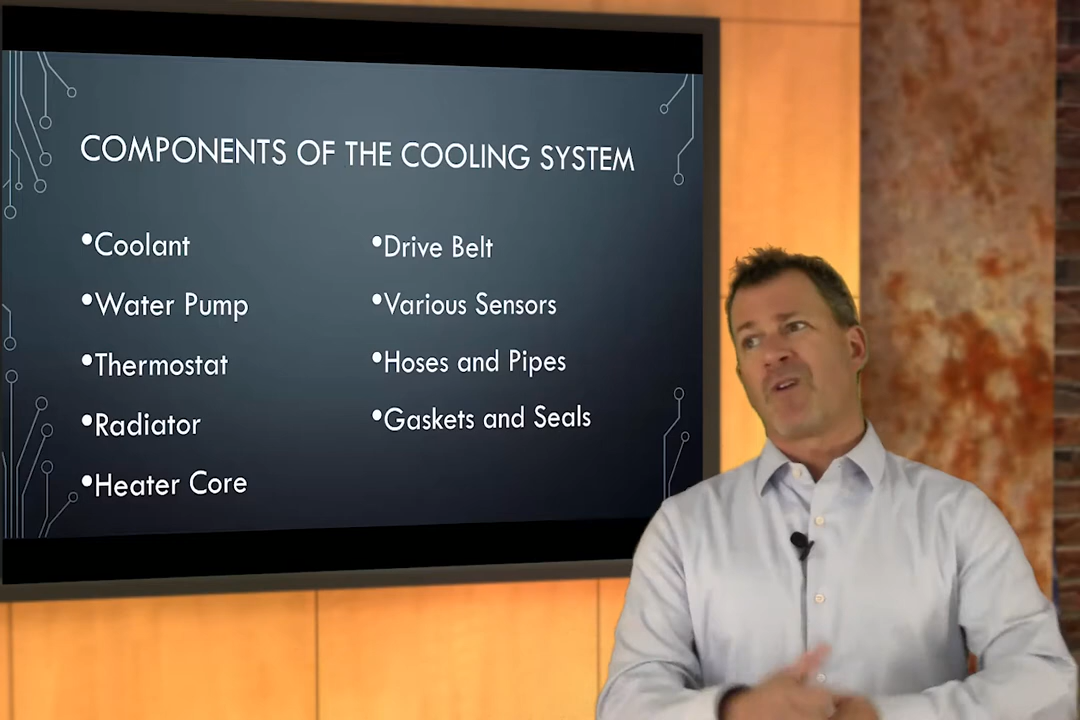 COMPONENTS OF THE COOLING SYSTEM
•Coolant
•Water Pump
•Thermostat
•Radiator
•Heater Core
•Drive Belt
•Various Sensors
•Hoses and Pipes
•Gaskets and Seals